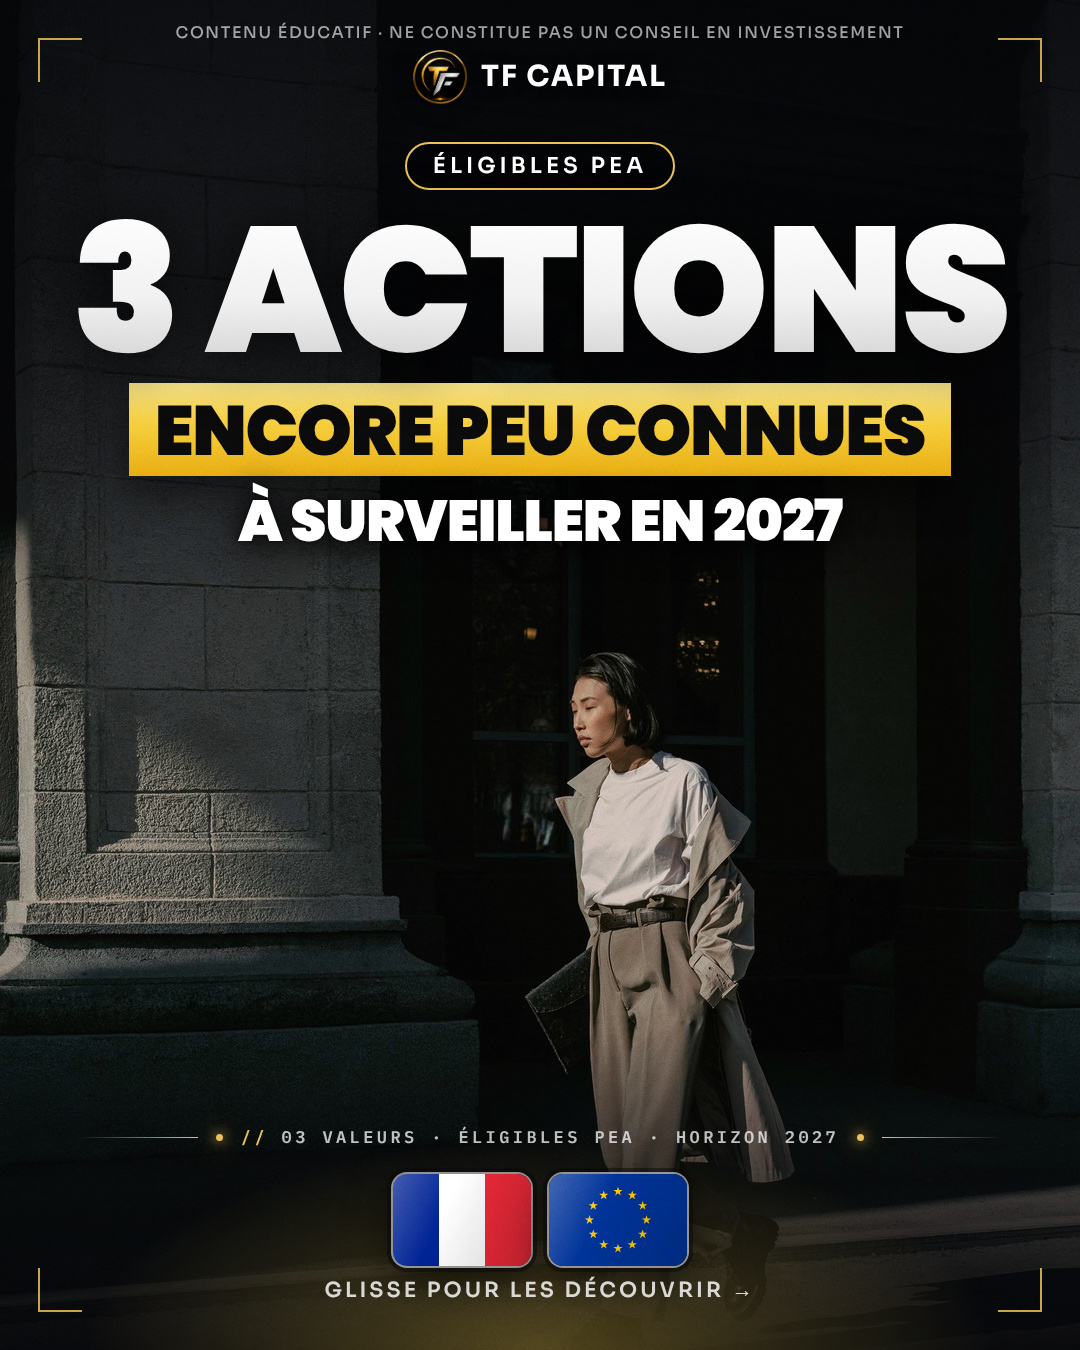 CONTENU ÉDUCATIF · NE CONSTITUE PAS UN CONSEIL EN INVESTISSEMENT
TF TF CAPITAL
ÉLIGIBLES PEA
3 ACTIONS
ENCORE PEU CONNUES
À SURVEILLER EN 2027
// 03 VALEURS · ÉLIGIBLES PEA · HORIZON 2027
GLISSE POUR LES DÉCOUVRIR →